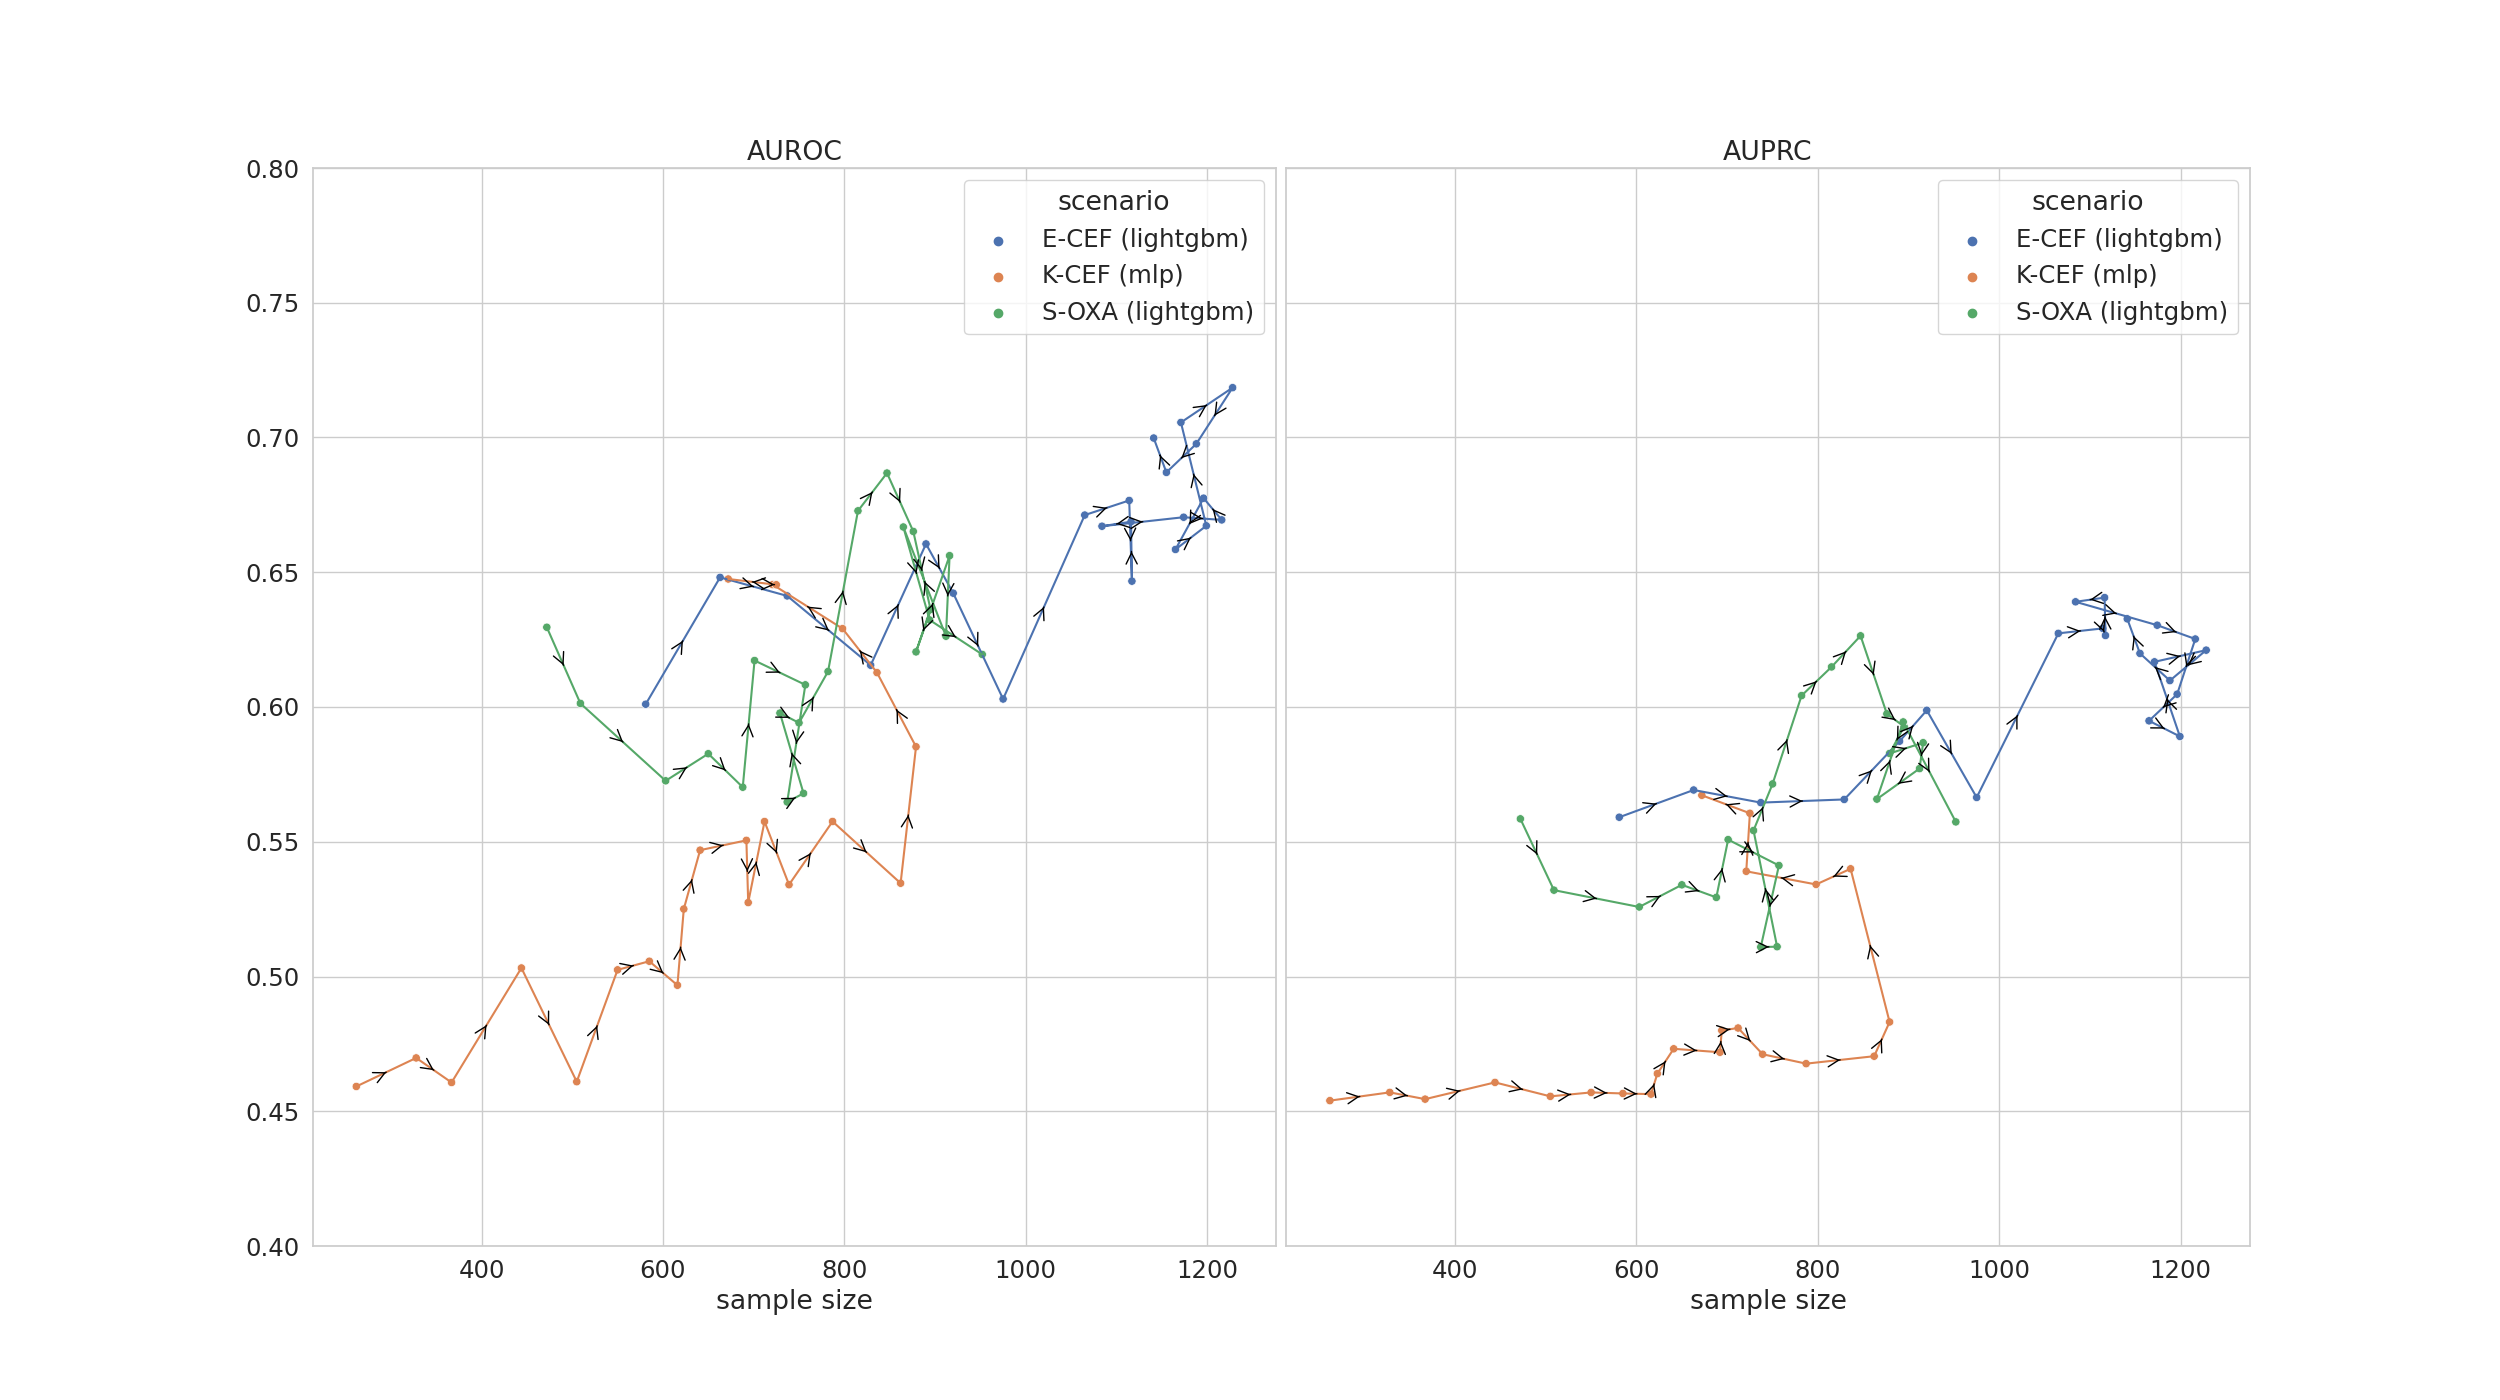 AUROC
AUPRC
0.80
0.75
0.70
0.65
0.60
0.55
0.50
0.45
0.40
scenario
E-CEF (lightgbm)
K-CEF (mlp)
S-OXA (lightgbm)
scenario
E-CEF (lightgbm)
K-CEF (mlp)
S-OXA (lightgbm)
400 600 800 1000 1200
400 600 800 1000 1200
sample size
sample size